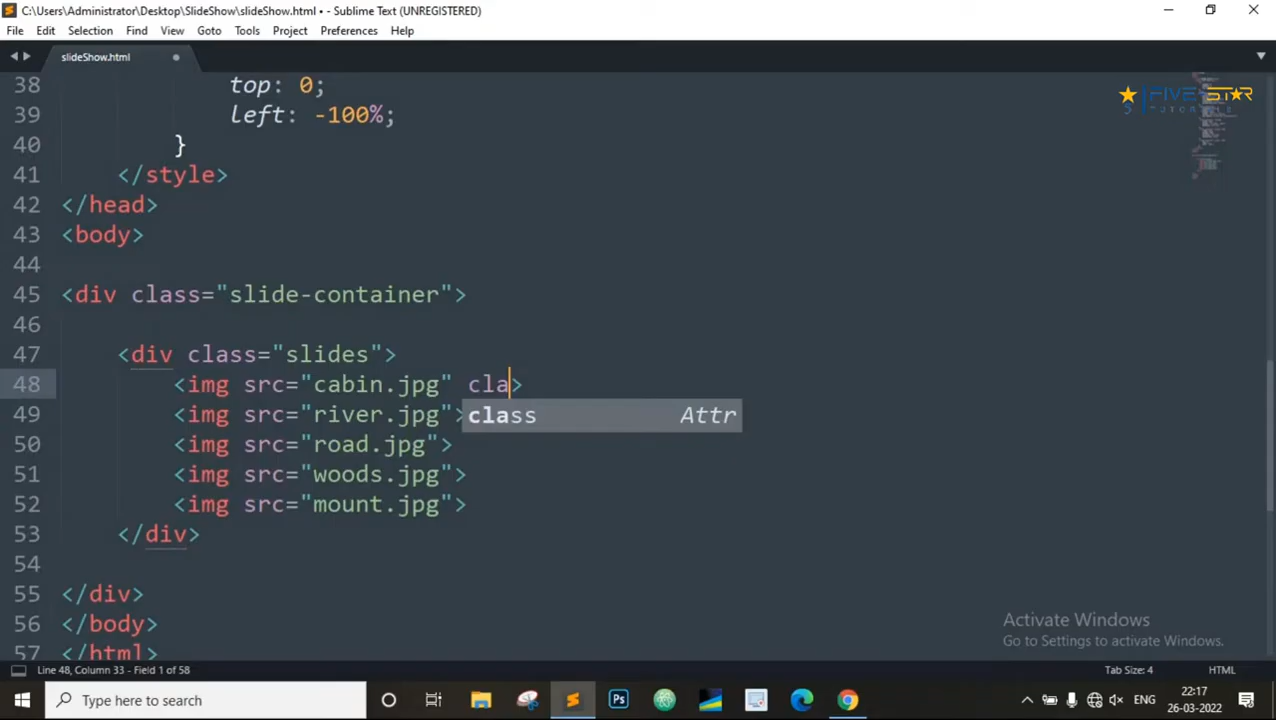 C:\Users\Administrator\Desktop\SlideShow\slideShow.html • - Sublime Text (UNREGISTERED)
File Edit Selection Find View Goto Tools Project Preferences Help
slideShow.html
FIVE STAR
5 TUTORIALS
38 top: 0;
39 left: -100%;
40 }
41 </style>
42 </head>
43 <body>
44
45 <div class="slide-container">
46
47 <div class="slides">
48 <img src="cabin.jpg" cla>
49 <img src="river.jpg">
class Attr
50 <img src="road.jpg">
51 <img src="woods.jpg">
52 <img src="mount.jpg">
53 </div>
54
55 </div>
56 </body>
57 </html>
Activate Windows
Go to Settings to activate Windows.
Line 48, Column 33 - Field 1 of 58
Tab Size: 4
HTML
Type here to search
Ps
ENG
22:17
26-03-2022